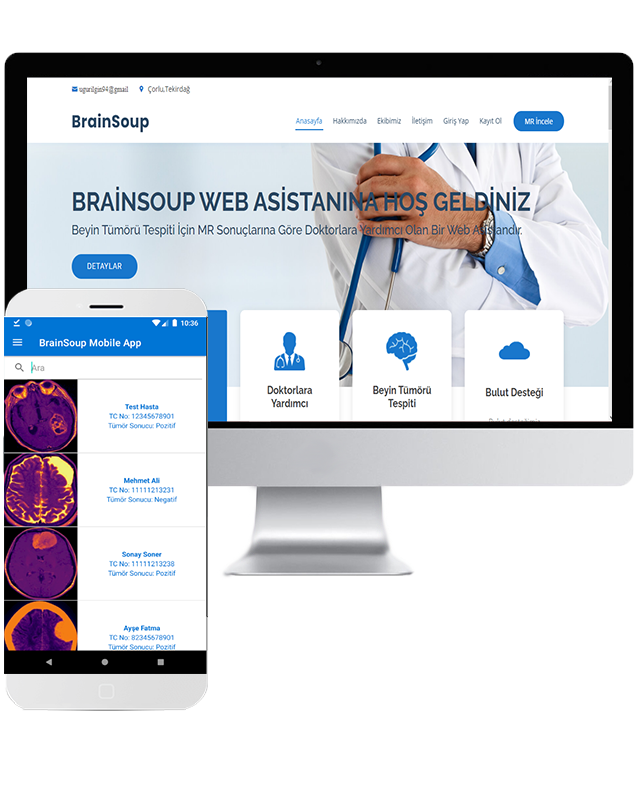 ugurilgin94@gmail Çorlu,Tekirdağ
BrainSoup
Anasayfa Hakkımızda Ekibimiz İletişim Giriş Yap Kayıt Ol MR İncele
BRAİNSOUP WEB ASİSTANINA HOŞ GELDİNİZ
Beyin Tümörü Tespiti İçin MR Sonuçlarına Göre Doktorlara Yardımcı Olan Bir Web Asistandır.
DETAYLAR
Doktorlara
Yardımcı
Beyin Tümörü
Tespiti
Bulut Desteği
10:36
BrainSoup Mobile App
Ara
Test Hasta
TC No: 12345678901
Tümör Sonucu: Pozitif
Mehmet Ali
TC No: 11111213231
Tümör Sonucu: Negatif
Sonay Soner
TC No: 11111213238
Tümör Sonucu: Pozitif
Ayşe Fatma
TC No: 82345678901
Tümör Sonucu: Pozitif